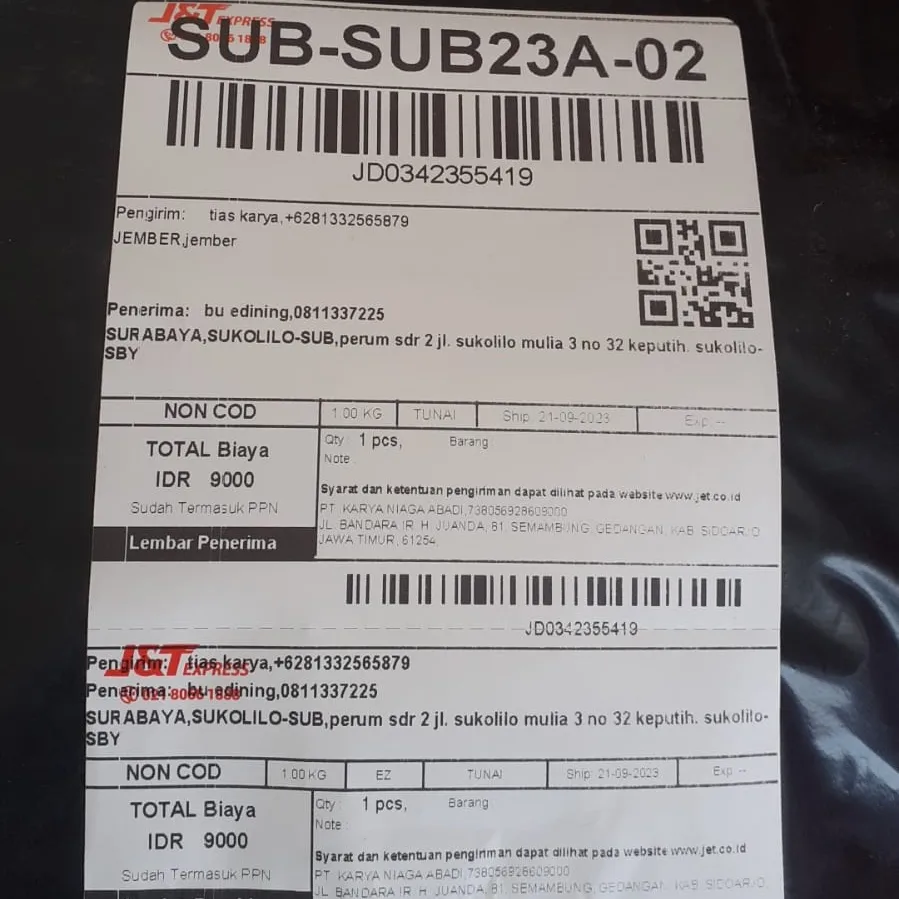 J&T EXPRESS
SUB-SUB23A-02
JD0342355419
Pengirim: tias karya,+6281332565879
JEMBER,jember
Penerima: bu edining,0811337225
SURABAYA,SUKOLILO-SUB,perum sdr 2 jl. sukolilo mulia 3 no 32 keputih. sukolilo-
SBY
NON COD 1.00 KG TUNAI Ship: 21-09-2023 Exp: --
TOTAL Biaya
IDR 9000
Sudah Termasuk PPN
Lembar Penerima
Qty 1 pcs, Barang
Note
Syarat dan ketentuan pengiriman dapat dilihat pada website www.jet.co.id
PT. KARYA NIAGA ABADI,738056928609000
JL. BANDARA IR. H. JUANDA, 81, SEMAMBUNG, GEDANGAN, KAB. SIDOARJO
JAWA TIMUR, 61254.
JD0342355419
J&T EXPRESS
Pengirim: tias karya,+6281332565879
Penerima: bu edining,0811337225
SURABAYA,SUKOLILO-SUB,perum sdr 2 jl. sukolilo mulia 3 no 32 keputih. sukolilo-
SBY
NON COD 1.00 KG EZ TUNAI Ship: 21-09-2023 Exp: --
TOTAL Biaya
IDR 9000
Sudah Termasuk PPN
Qty: 1 pcs, Barang
Note
Syarat dan ketentuan pengiriman dapat dilihat pada website www.jet.co.id
PT. KARYA NIAGA ABADI,738056928609000
JL. BANDARA IR. H. JUANDA, 81, SEMAMBUNG, GEDANGAN, KAB. SIDOARJO,